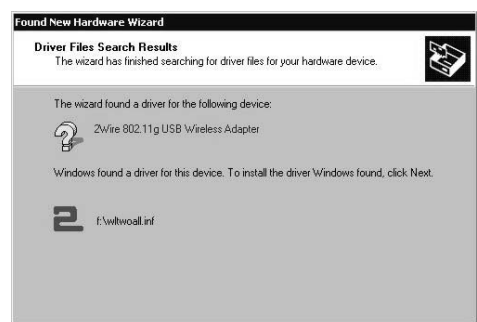 Found New Hardware Wizard
Driver Files Search Results
The wizard has finished searching for driver files for your hardware device.
The wizard found a driver for the following device:
2Wire 802.11g USB Wireless Adapter
Windows found a driver for this device. To install the driver Windows found, click Next.
2
f:\wltwoall.inf